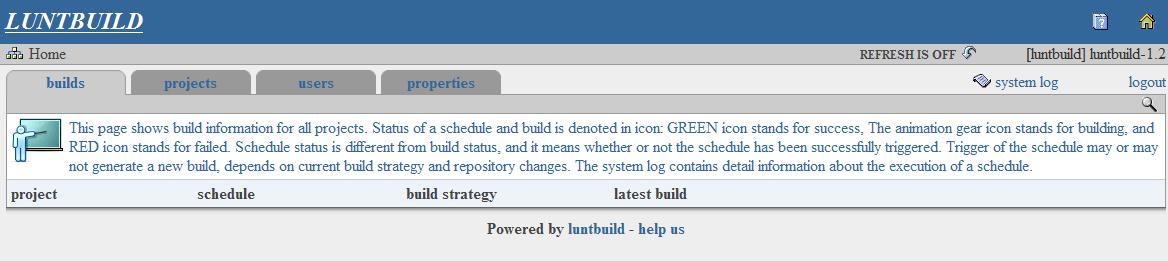 LUNTBUILD
Home REFRESH IS OFF [luntbuild] luntbuild-1.2
builds projects users properties system log logout
This page shows build information for all projects. Status of a schedule and build is denoted in icon: GREEN icon stands for success, The animation gear icon stands for building, and
RED icon stands for failed. Schedule status is different from build status, and it means whether or not the schedule has been successfully triggered. Trigger of the schedule may or may
not generate a new build, depends on current build strategy and repository changes. The system log contains detail information about the execution of a schedule.
project schedule build strategy latest build
Powered by luntbuild - help us